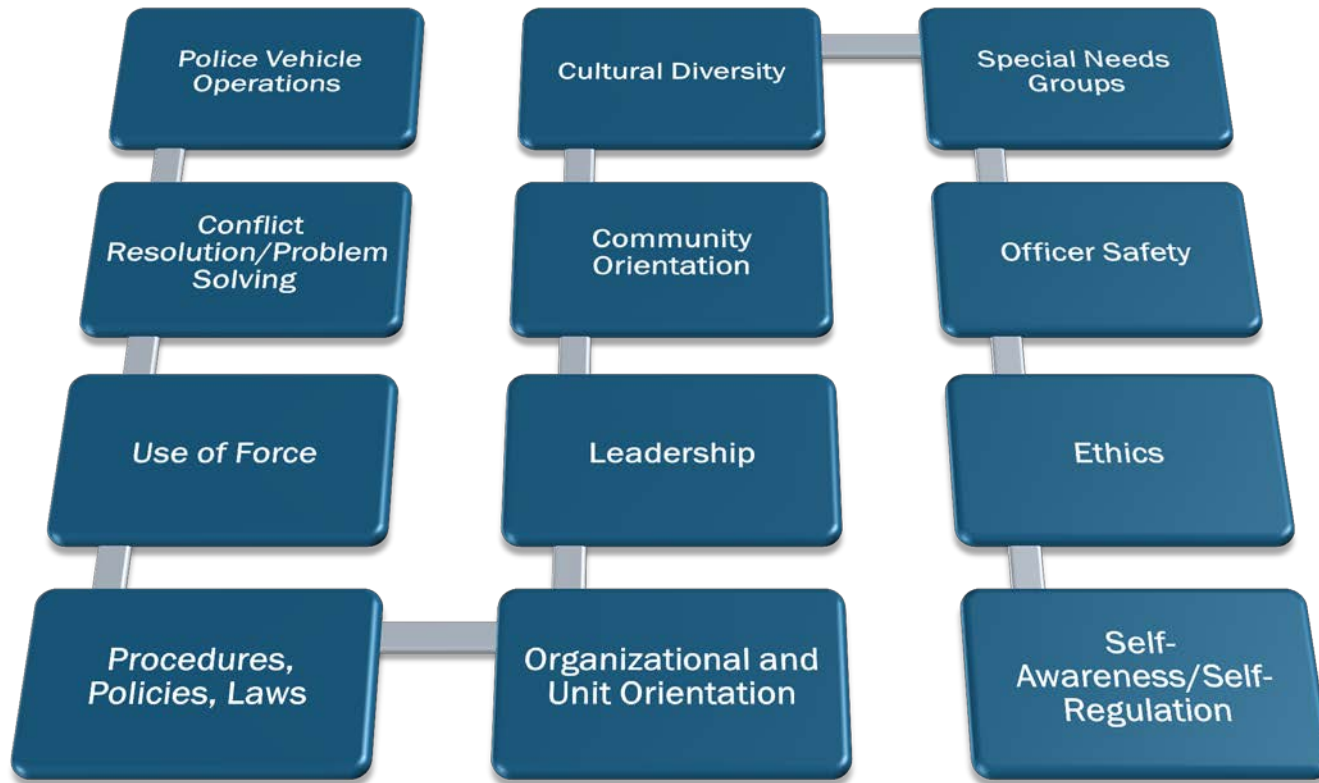 Police Vehicle
Operations
Conflict
Resolution/Problem
Solving
Use of Force
Procedures,
Policies, Laws
Organizational and
Unit Orientation
Leadership
Community
Orientation
Cultural Diversity
Special Needs
Groups
Officer Safety
Ethics
Self-
Awareness/Self-
Regulation